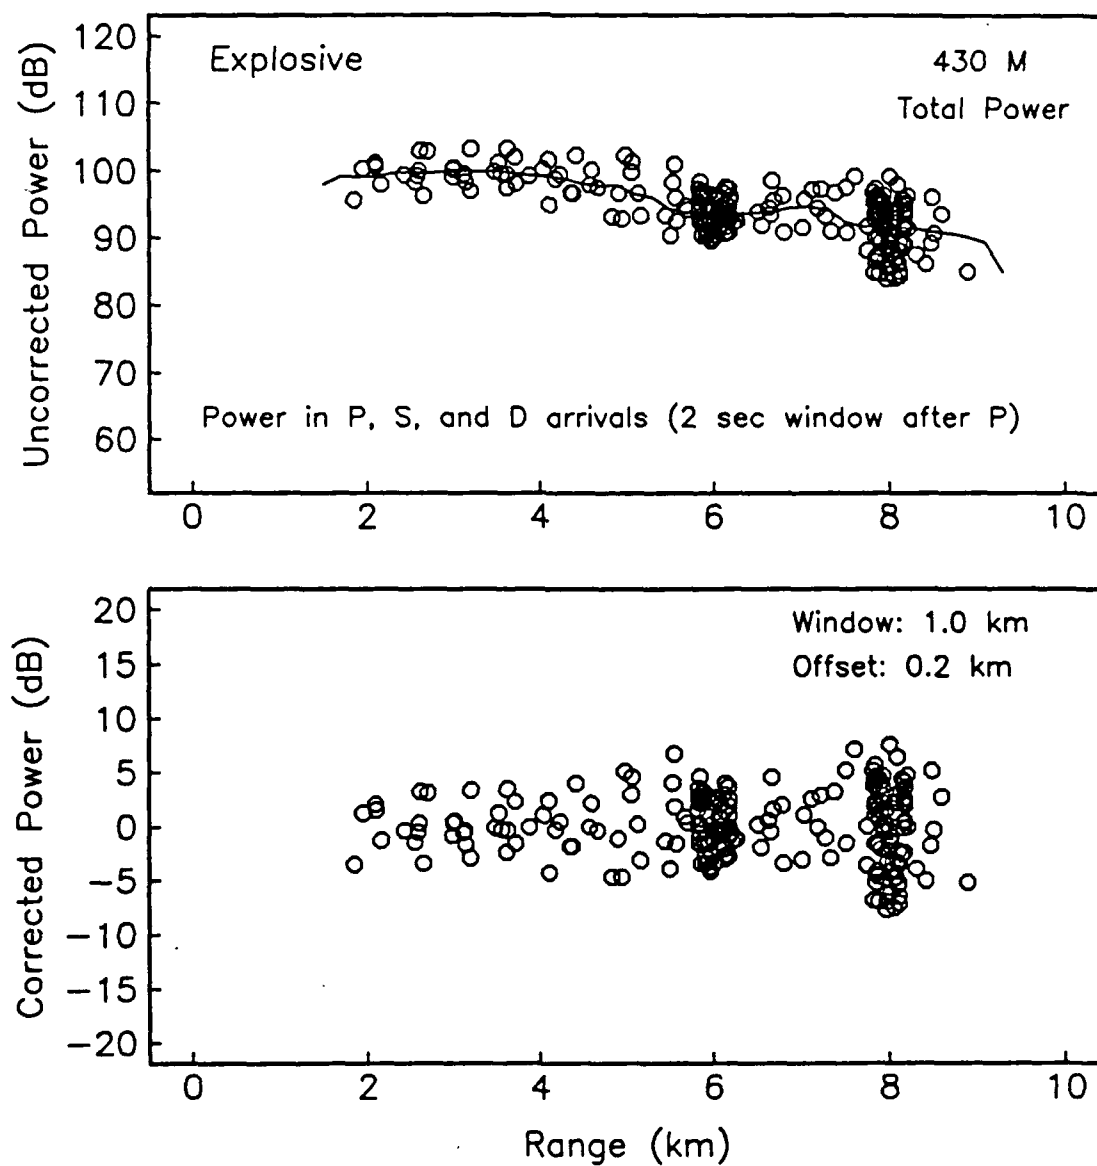 120
110
100
90
80
70
60
Uncorrected Power (dB)
Explosive
430 M
Total Power
Power in P, S, and D arrivals (2 sec window after P)
0 2 4 6 8 10
20
15
10
5
0
−5
−10
−15
−20
Corrected Power (dB)
Window: 1.0 km
Offset: 0.2 km
0 2 4 6 8 10
Range (km)